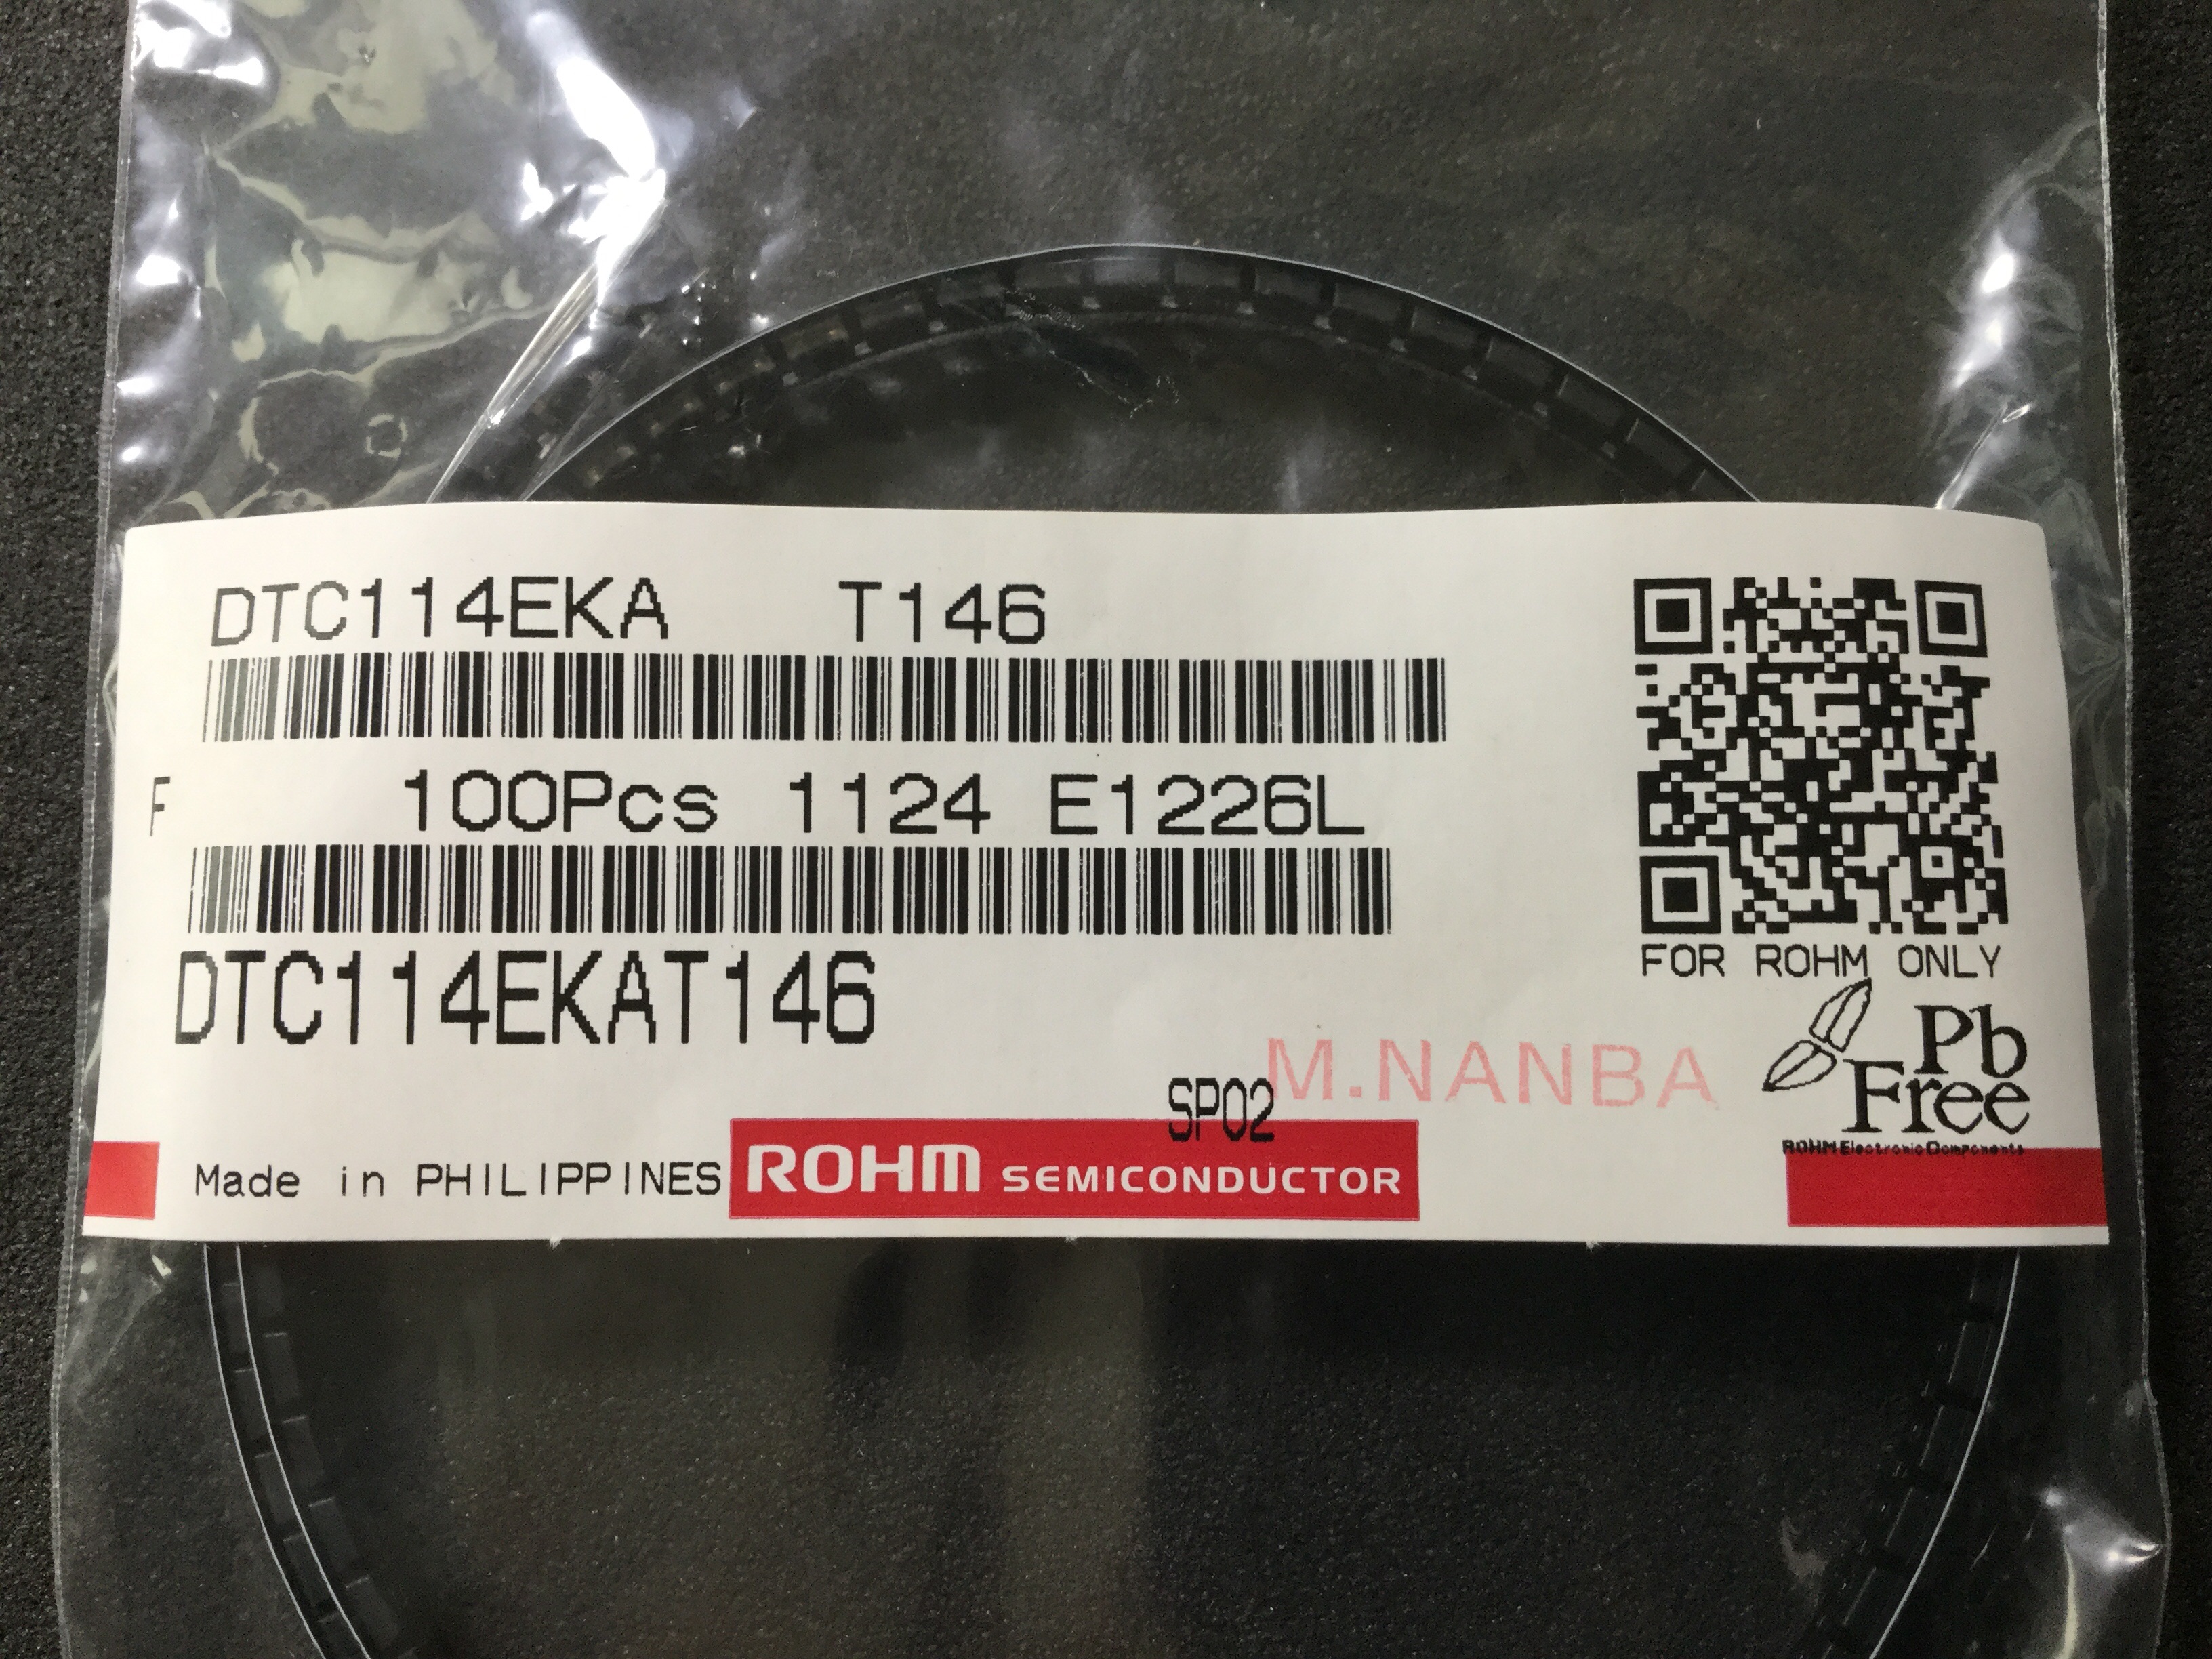 DTC114EKA T146
F 100Pcs 1124 E1226L
DTC114EKAT146
FOR ROHM ONLY
Pb
Free
ROHM Electronic Components
M.NANBA
SP02
Made in PHILIPPINES
ROHM SEMICONDUCTOR